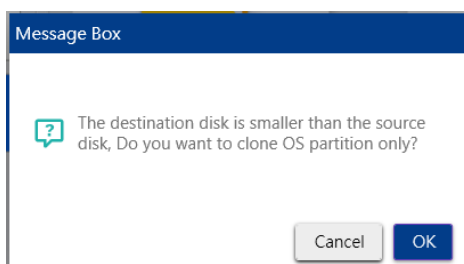 Message Box
The destination disk is smaller than the source
disk, Do you want to clone OS partition only?
Cancel
OK